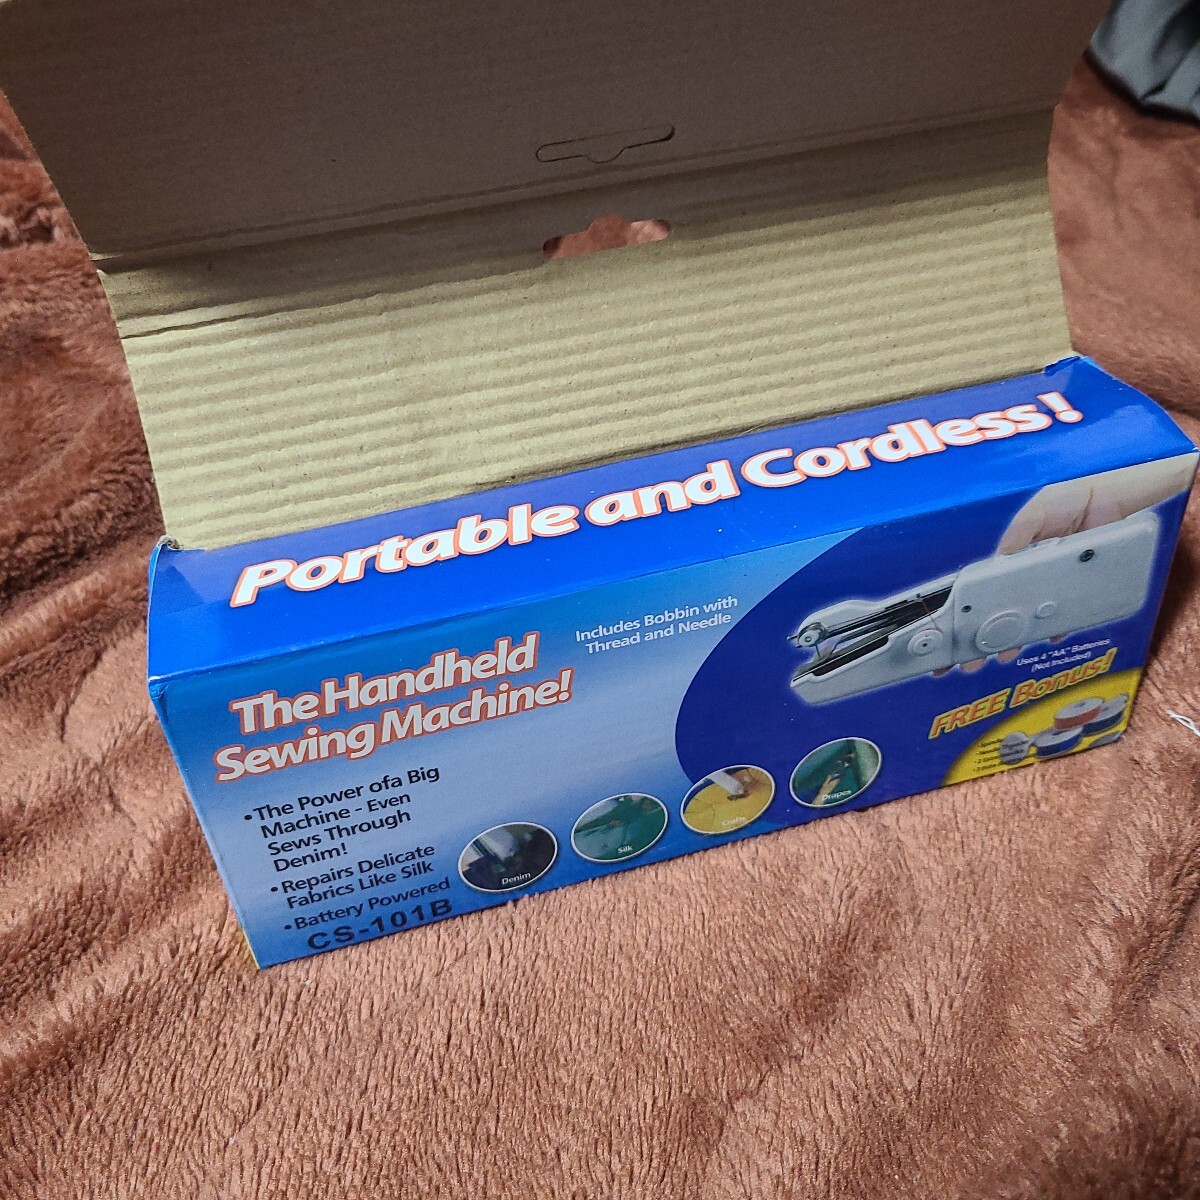 Portable and Cordless!
The Handheld
Sewing Machine!
Includes Bobbin with
Thread and Needle
• The Power ofa Big
Machine - Even
Sews Through
Denim!
• Repairs Delicate
Fabrics Like Silk
• Battery Powered
CS-101B
Denim
Silk
Crafts
Drapes
Uses 4 "AA" Batteries
(Not Included)
FREE Bonus!